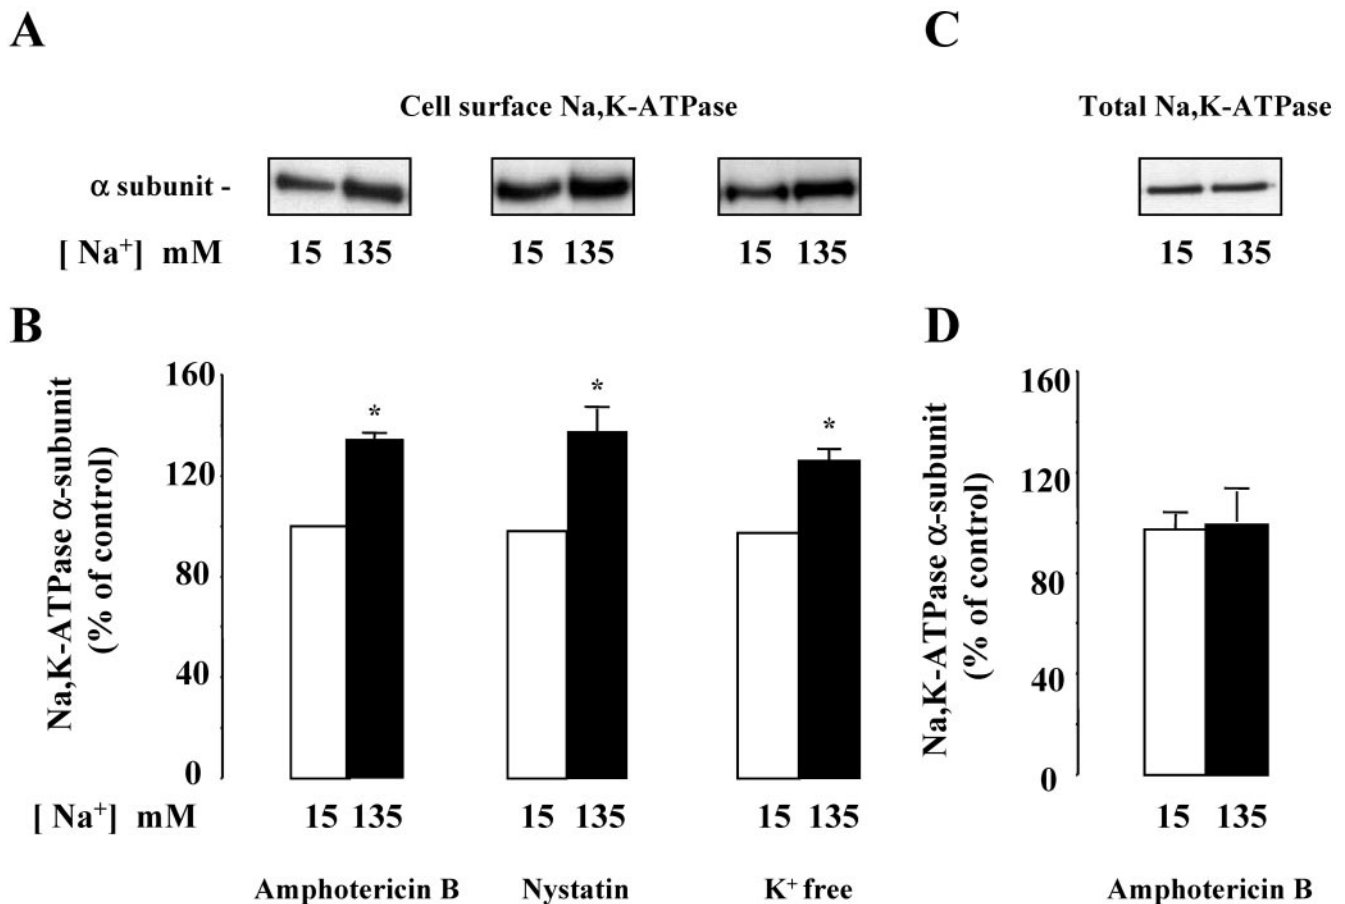 A
Cell surface Na,K-ATPase
α subunit -
[ Na⁺] mM
15 135
15 135
15 135
C
Total Na,K-ATPase
15 135
B
Na,K-ATPase α-subunit
(% of control)
160
120
80
40
0
*
*
*
[ Na⁺] mM
15 135
15 135
15 135
Amphotericin B
Nystatin
K⁺ free
D
Na,K-ATPase α-subunit
(% of control)
160
120
80
40
0
15 135
Amphotericin B